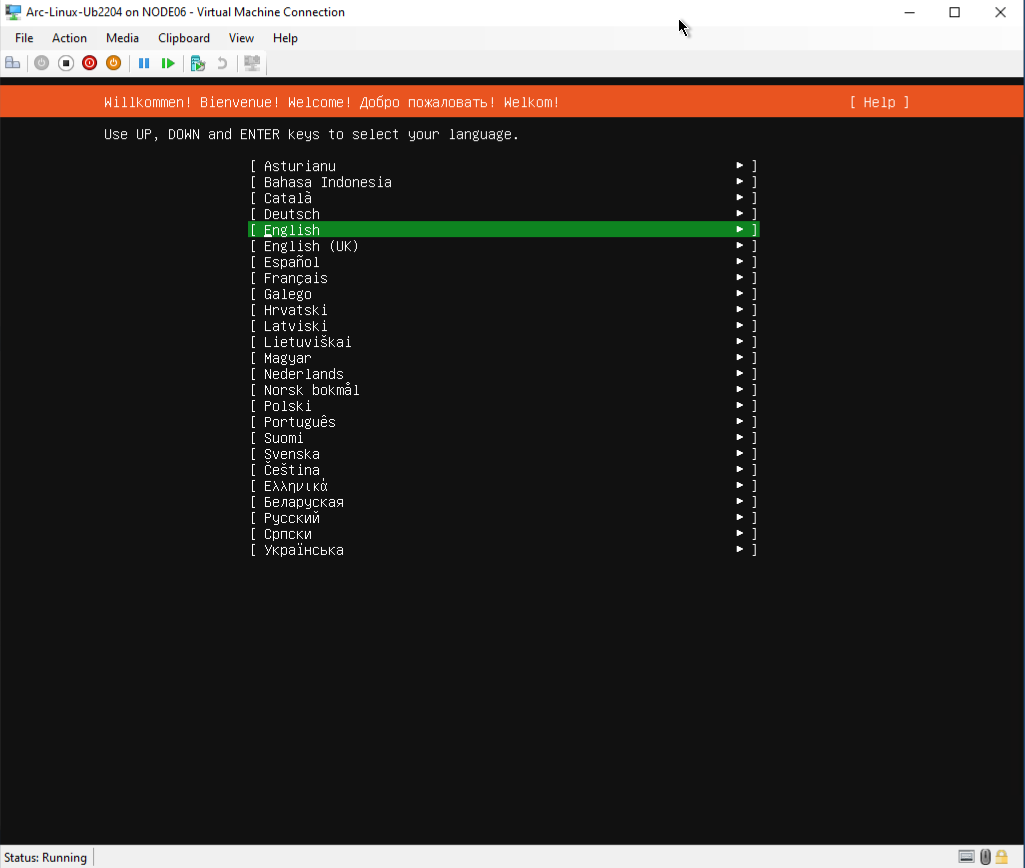 Arc-Linux-Ub2204 on NODE06 - Virtual Machine Connection
File Action Media Clipboard View Help
Willkommen! Bienvenue! Welcome! Добро пожаловать! Welkom! [ Help ]
Use UP, DOWN and ENTER keys to select your language.
[ Asturianu ► ]
[ Bahasa Indonesia ► ]
[ Català ► ]
[ Deutsch ► ]
[ English ► ]
[ English (UK) ► ]
[ Español ► ]
[ Français ► ]
[ Galego ► ]
[ Hrvatski ► ]
[ Latviski ► ]
[ Lietuviškai ► ]
[ Magyar ► ]
[ Nederlands ► ]
[ Norsk bokmål ► ]
[ Polski ► ]
[ Português ► ]
[ Suomi ► ]
[ Svenska ► ]
[ Čeština ► ]
[ Ελληνικά ► ]
[ Беларуская ► ]
[ Русский ► ]
[ Српски ► ]
[ Українська ► ]
Status: Running